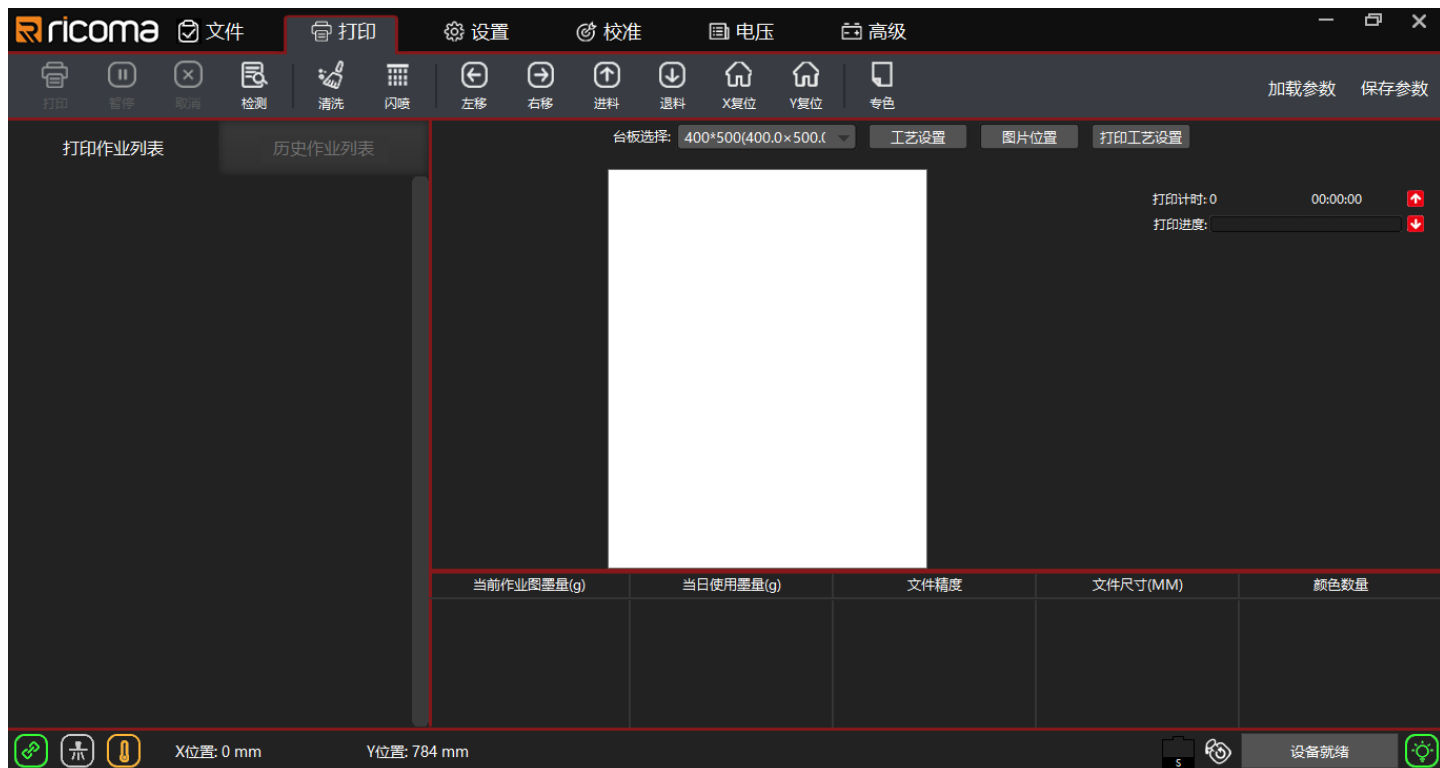 ricoma 文件 打印 设置 校准 电压 高级
打印 暂停 取消 检测 清洗 闪喷 左移 右移 进料 退料 X复位 Y复位 专色 加载参数 保存参数
打印作业列表 历史作业列表
台板选择: 400*500(400.0×500.( 工艺设置 图片位置 打印工艺设置
打印计时: 0 00:00:00
打印进度:
当前作业图墨量(g) 当日使用墨量(g) 文件精度 文件尺寸(MM) 颜色数量
X位置: 0 mm Y位置: 784 mm S 设备就绪